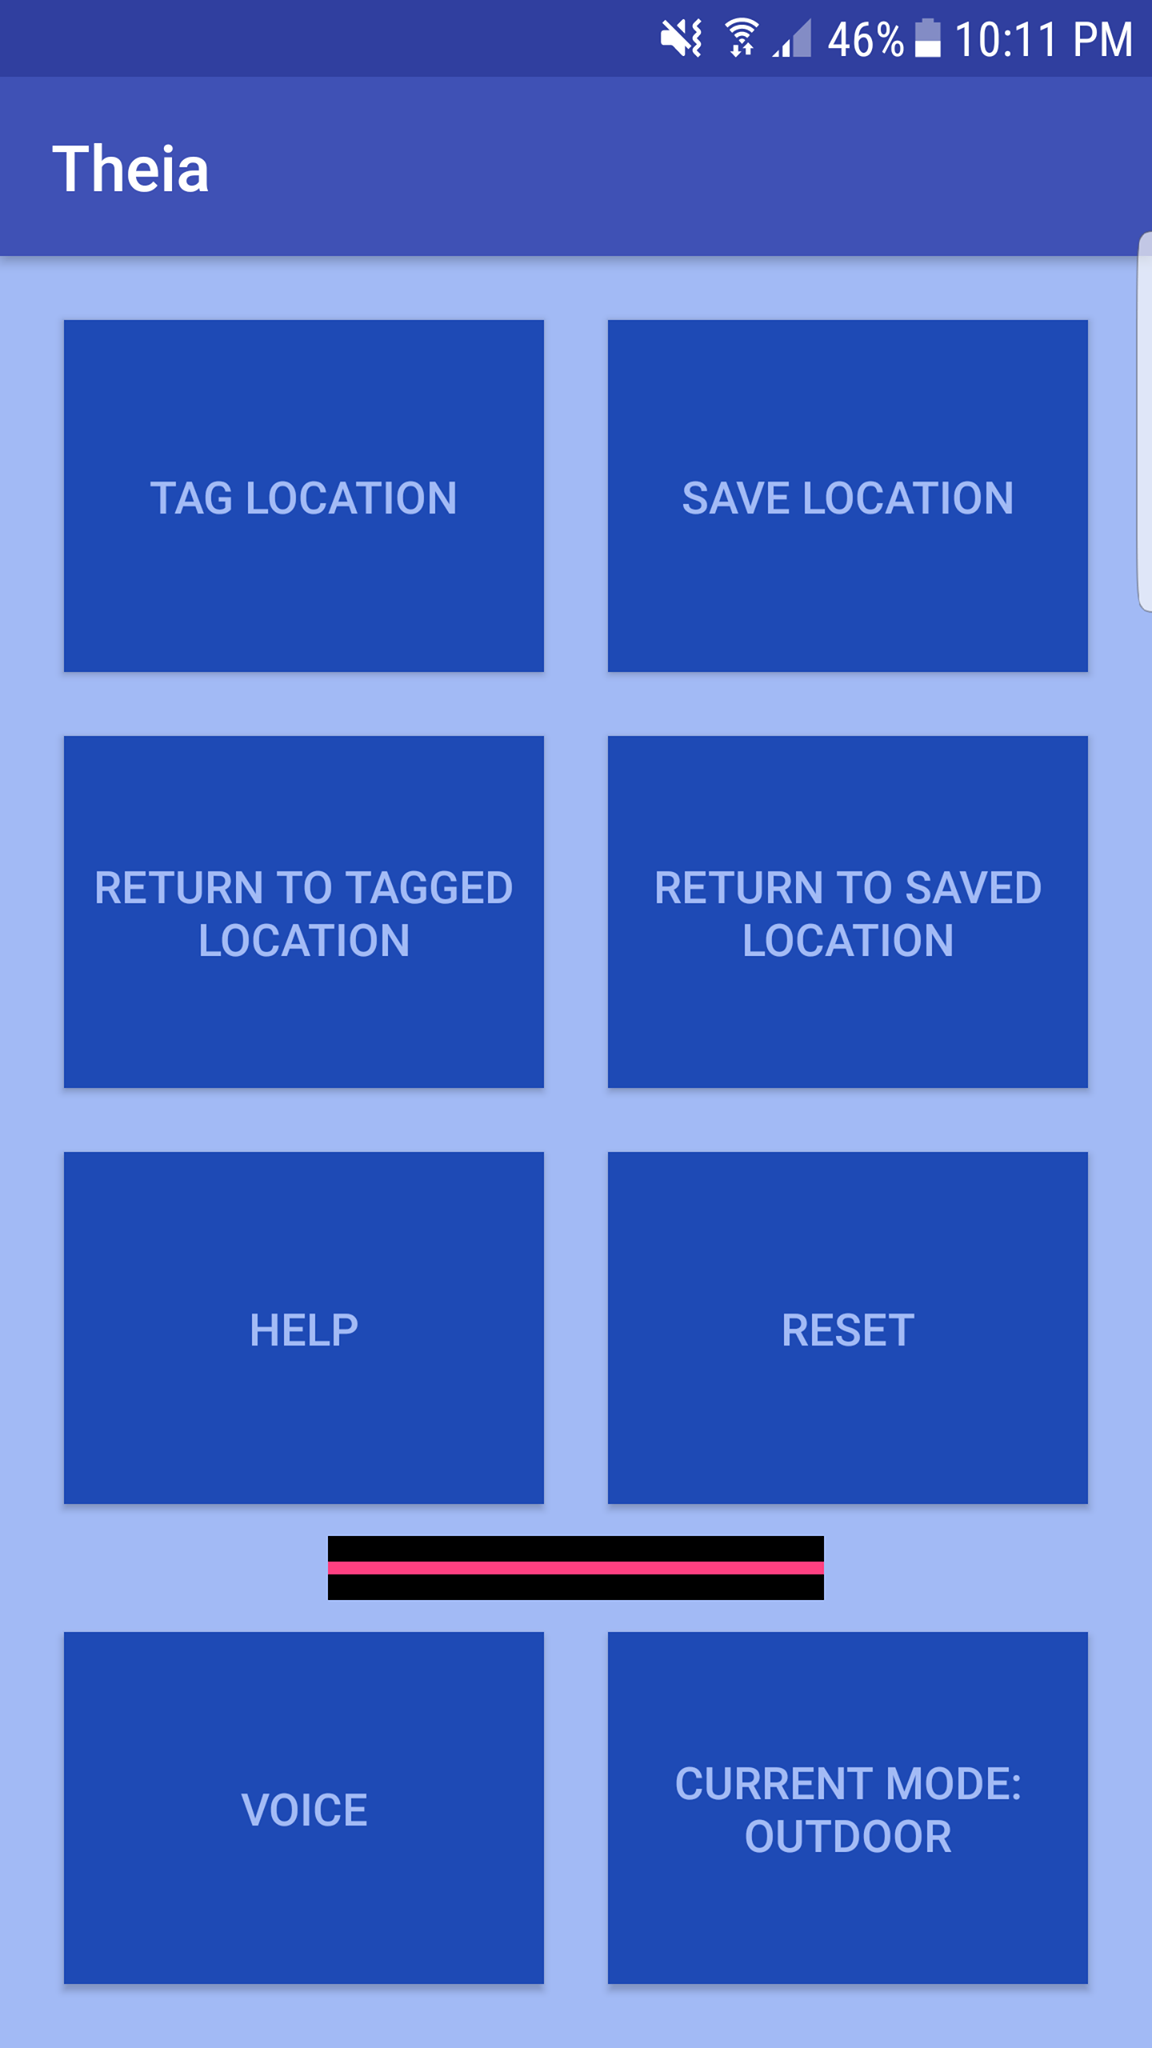 46% 10:11 PM
Theia
TAG LOCATION
SAVE LOCATION
RETURN TO TAGGED
LOCATION
RETURN TO SAVED
LOCATION
HELP
RESET
VOICE
CURRENT MODE:
OUTDOOR